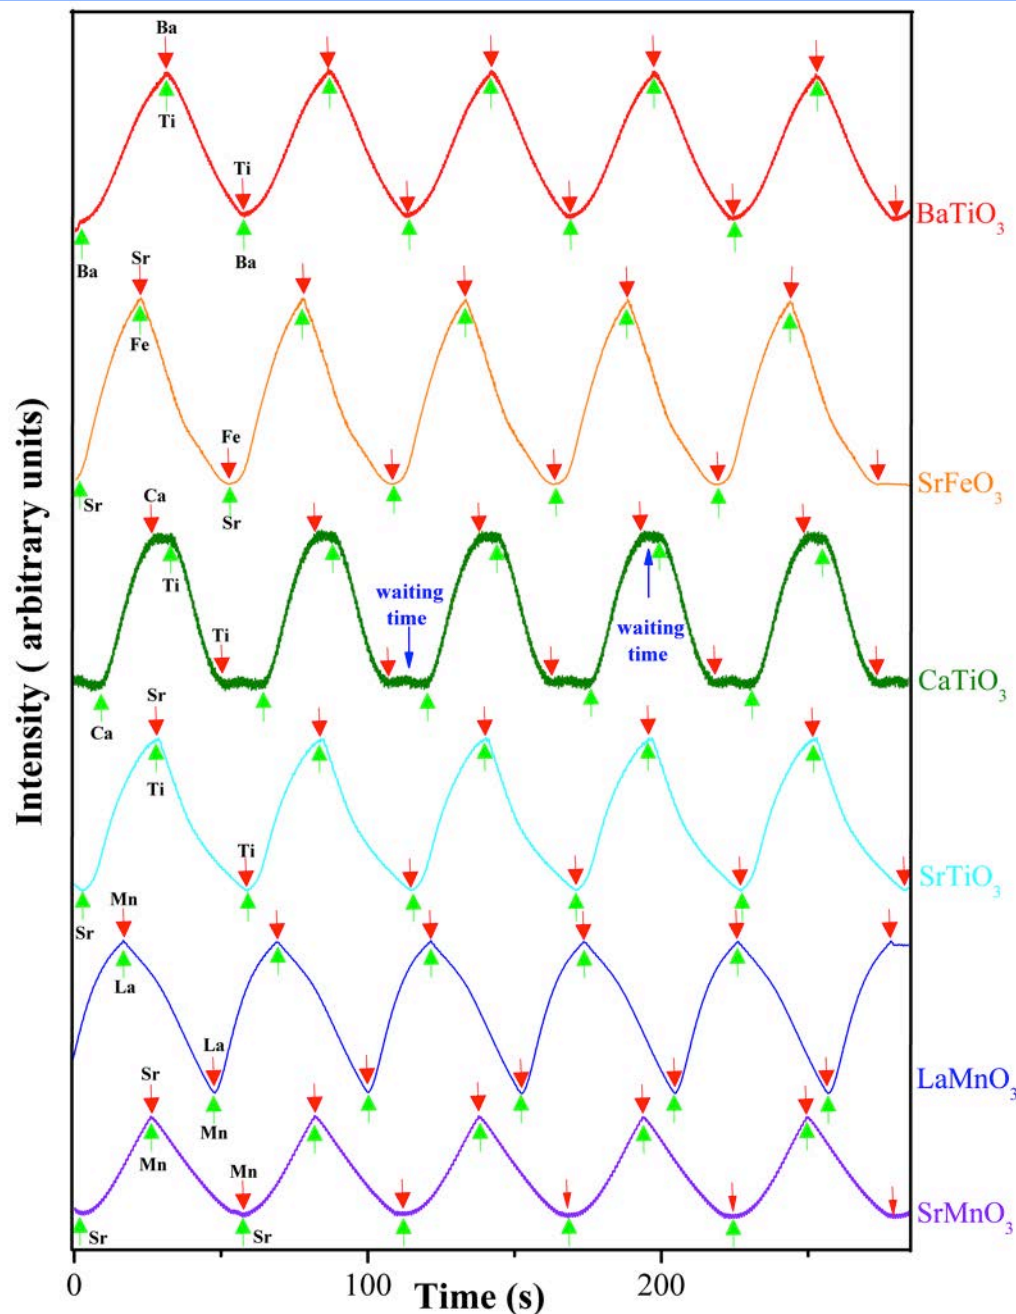 Ba
Ti
Ti
Ba
Ba
BaTiO3
Sr
Fe
Fe
Sr
Sr
SrFeO3
Ca
Ti
waiting
time
waiting
time
Ti
Ca
CaTiO3
Sr
Ti
Ti
Sr
SrTiO3
Mn
La
La
Mn
LaMnO3
Sr
Mn
Mn
Sr
Sr
SrMnO3
Intensity ( arbitrary units)
0
100
200
Time (s)